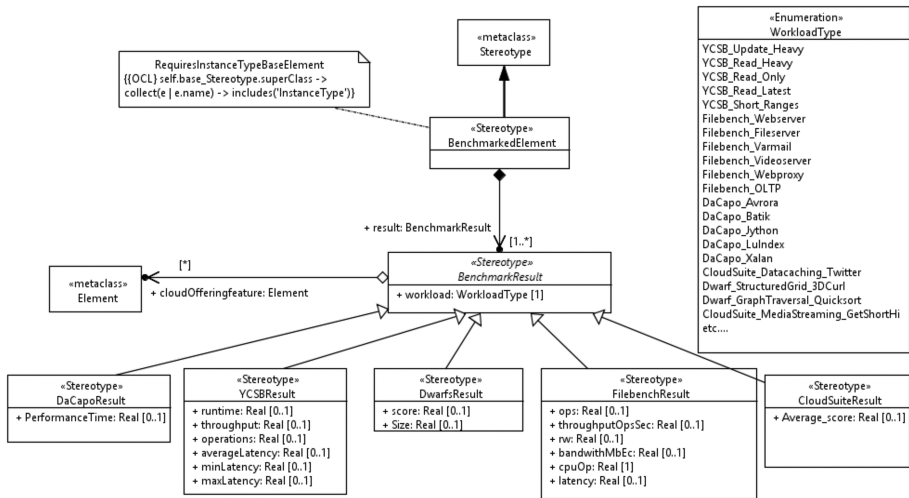 «metaclass»
Stereotype
RequiresInstanceTypeBaseElement
{{OCL} self.base_Stereotype.superClass ->
collect(e | e.name) -> includes('InstanceType')}
«Stereotype»
BenchmarkedElement
+ result: BenchmarkResult
[1..*]
«Stereotype»
BenchmarkResult
+ workload: WorkloadType [1]
[*]
+ cloudOfferingfeature: Element
«metaclass»
Element
«Enumeration»
WorkloadType
YCSB_Update_Heavy
YCSB_Read_Heavy
YCSB_Read_Only
YCSB_Read_Latest
YCSB_Short_Ranges
Filebench_Webserver
Filebench_Fileserver
Filebench_Varmail
Filebench_Videoserver
Filebench_Webproxy
Filebench_OLTP
DaCapo_Avrora
DaCapo_Batik
DaCapo_Jython
DaCapo_LuIndex
DaCapo_Xalan
CloudSuite_Datacaching_Twitter
Dwarf_StructuredGrid_3DCurl
Dwarf_GraphTraversal_Quicksort
CloudSuite_MediaStreaming_GetShortHi
etc....
«Stereotype»
DaCapoResult
+ PerformanceTime: Real [0..1]
«Stereotype»
YCSBResult
+ runtime: Real [0..1]
+ throughput: Real [0..1]
+ operations: Real [0..1]
+ averageLatency: Real [0..1]
+ minLatency: Real [0..1]
+ maxLatency: Real [0..1]
«Stereotype»
DwarfsResult
+ score: Real [0..1]
+ Size: Real [0..1]
«Stereotype»
FilebenchResult
+ ops: Real [0..1]
+ throughputOpsSec: Real [0..1]
+ rw: Real [0..1]
+ bandwithMbEc: Real [0..1]
+ cpuOp: Real [1]
+ latency: Real [0..1]
«Stereotype»
CloudSuiteResult
+ Average_score: Real [0..1]